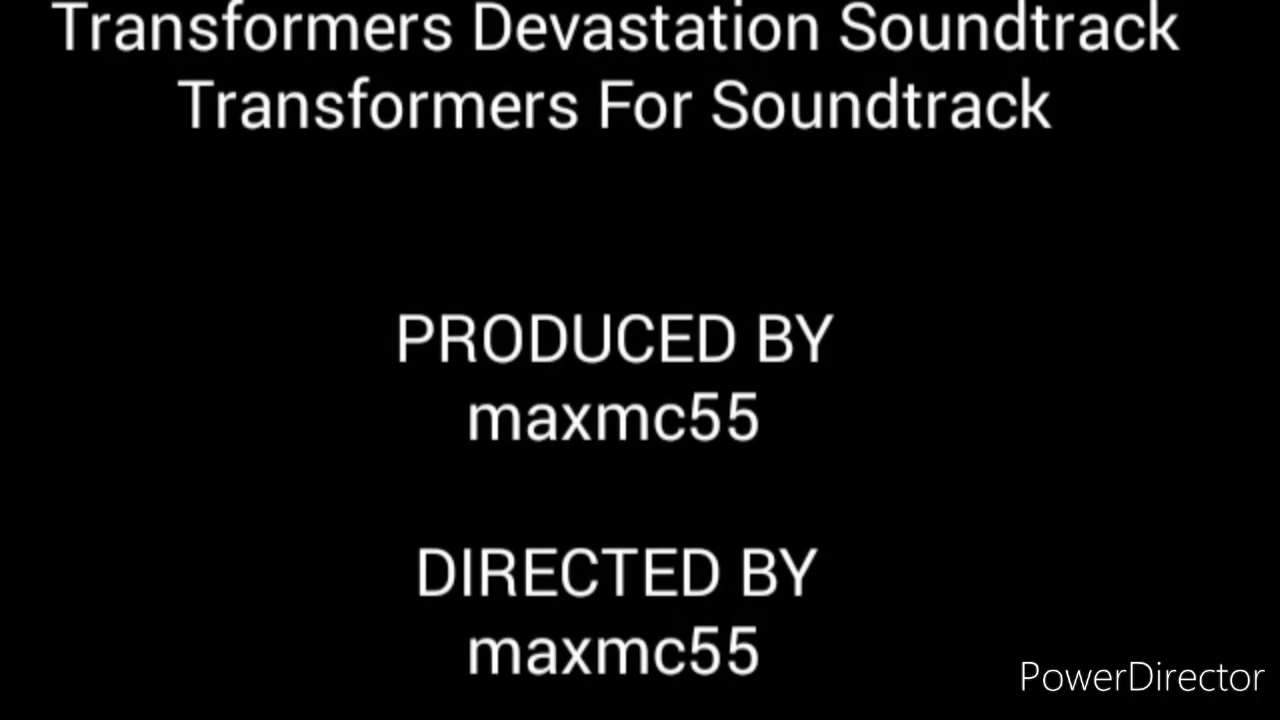 Transformers Devastation Soundtrack
Transformers For Soundtrack
PRODUCED BY
maxmc55
DIRECTED BY
maxmc55
PowerDirector